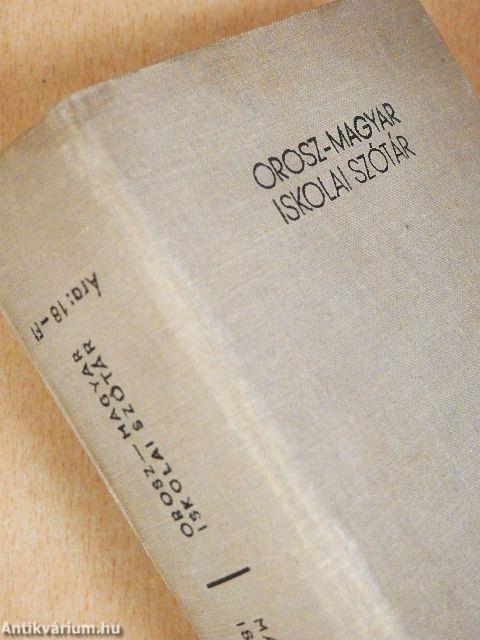 OROSZ-MAGYAR
ISKOLAI SZÓTÁR
Ára: 18.-Ft
OROSZ—MAGYAR
ISKOLAI SZÓTÁR
Antikvárium.hu